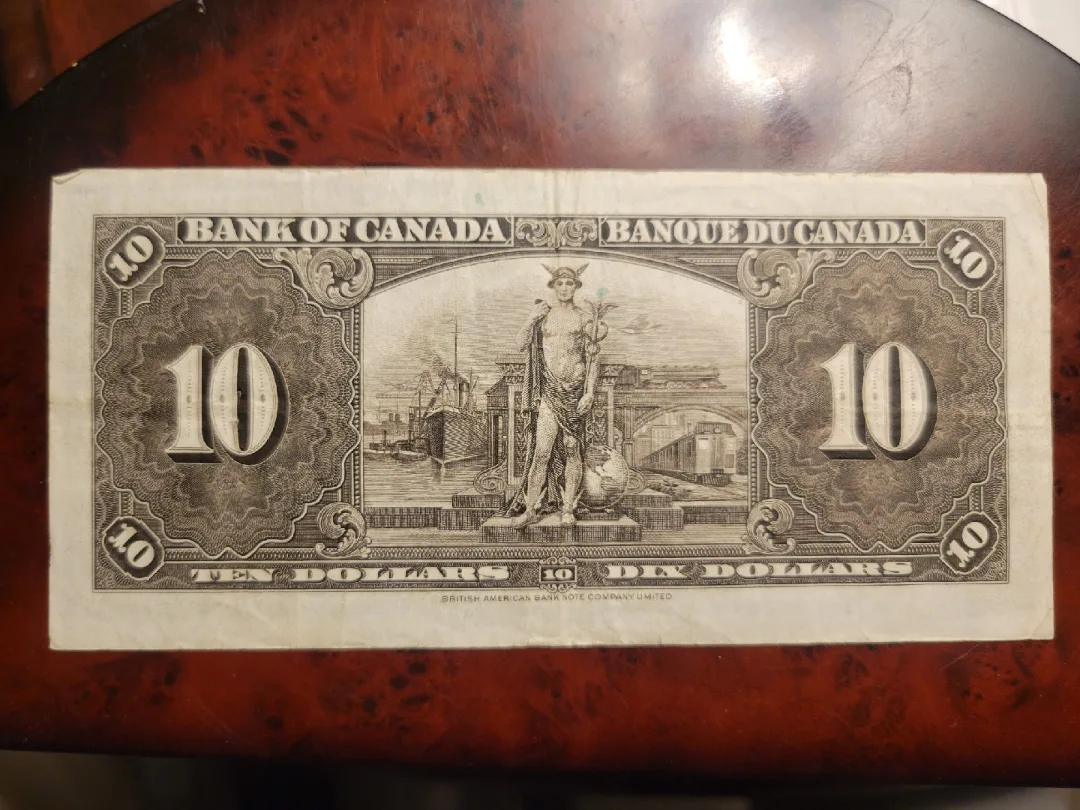 BANK OF CANADA BANQUE DU CANADA
10 10
10 10
10 10
TEN DOLLARS 10 DIX DOLLARS
BRITISH AMERICAN BANK NOTE COMPANY LIMITED